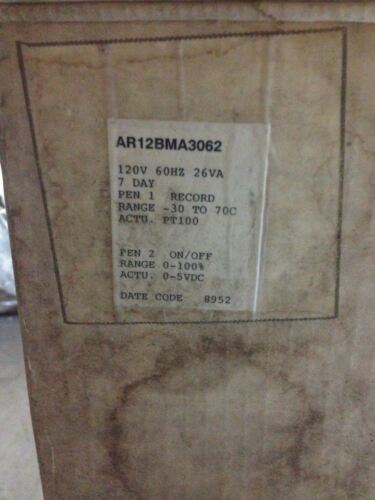 AR12BMA3062
120V 60HZ 26VA
7 DAY
PEN 1 RECORD
RANGE -30 TO 70C
ACTU. PT100
PEN 2 ON/OFF
RANGE 0-100%
ACTU. 0-5VDC
DATE CODE 8952